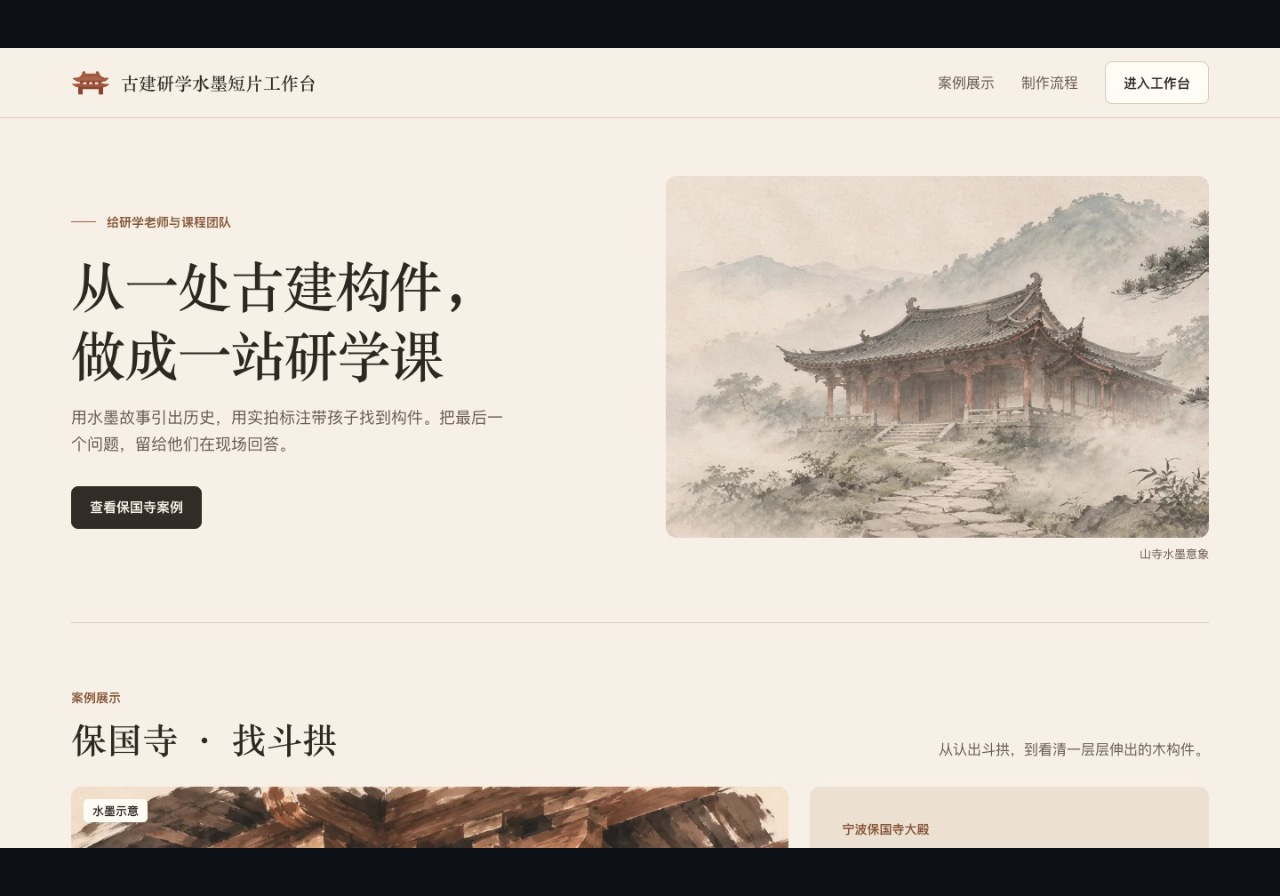 古建研学水墨短片工作台
案例展示
制作流程
进入工作台
给研学老师与课程团队
从一处古建构件，
做成一站研学课
用水墨故事引出历史，用实拍标注带孩子找到构件。把最后一
个问题，留给他们在现场回答。
查看保国寺案例
山寺水墨意象
案例展示
保国寺 · 找斗拱
从认出斗拱，到看清一层层伸出的木构件。
水墨示意
宁波保国寺大殿